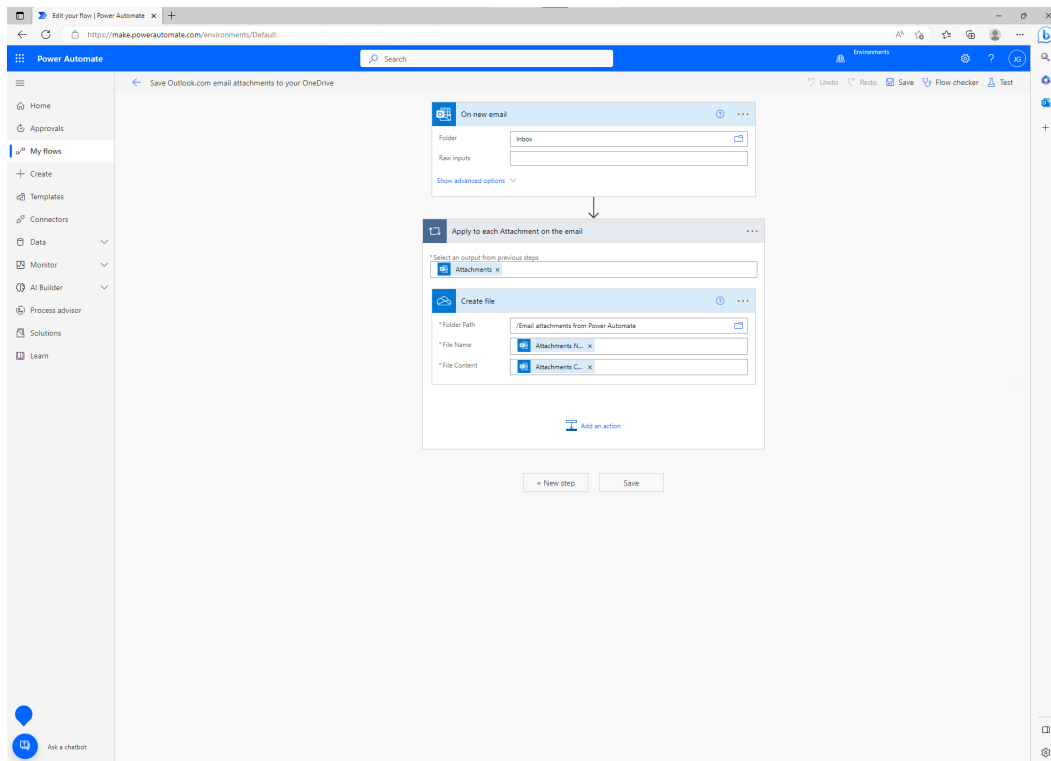 Edit your flow | Power Automate
https://make.powerautomate.com/environments/Default
Power Automate
Search
Environments
JG
Save Outlook.com email attachments to your OneDrive
Undo Redo Save Flow checker Test
Home
Approvals
My flows
Create
Templates
Connectors
Data
Monitor
AI Builder
Process advisor
Solutions
Learn
On new email
Folder
Inbox
Raw inputs
Show advanced options
Apply to each Attachment on the email
* Select an output from previous steps
Attachments ×
Create file
* Folder Path
/Email attachments from Power Automate
* File Name
Attachments N... ×
* File Content
Attachments C... ×
Add an action
+ New step
Save
Ask a chatbot